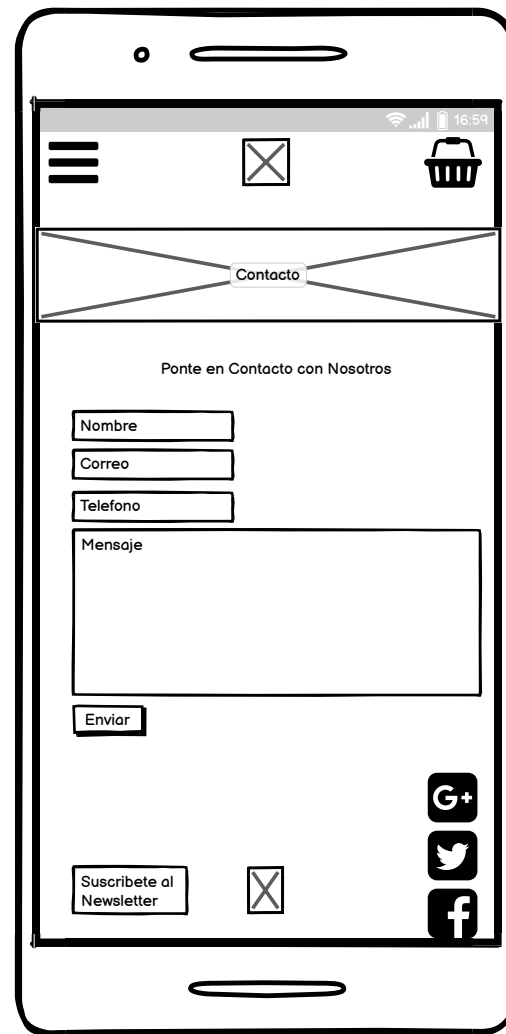 16:59
Contacto
Ponte en Contacto con Nosotros
Nombre
Correo
Telefono
Mensaje
Enviar
G+
Suscribete al
Newsletter
f